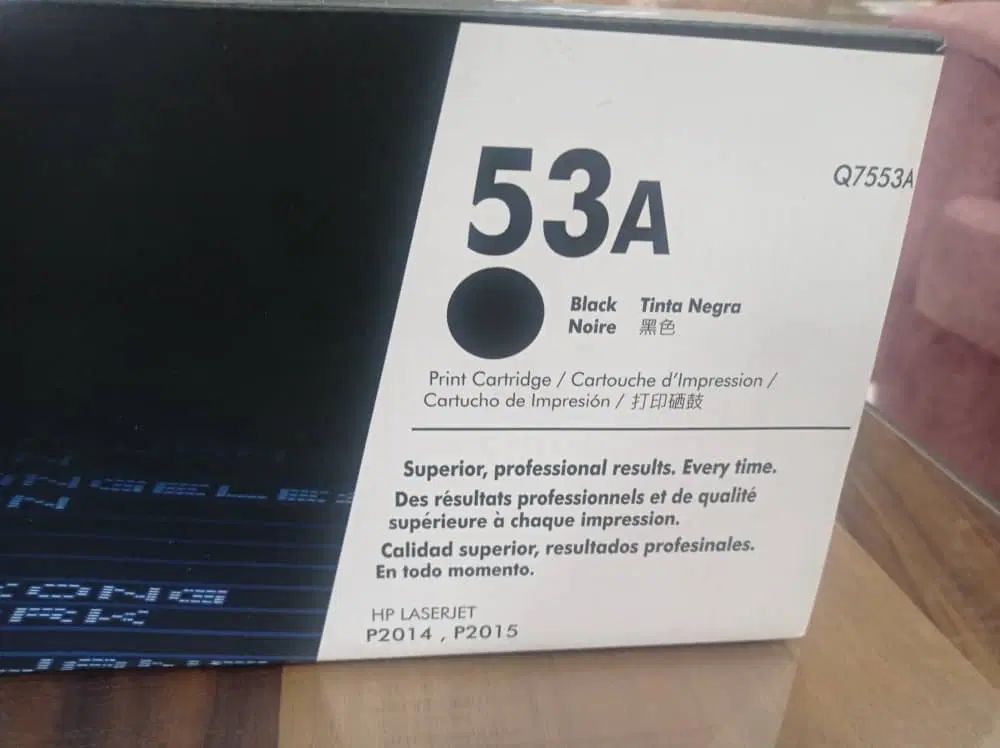 53A
Q7553A
Black Tinta Negra
Noire 黑色
Print Cartridge / Cartouche d'Impression /
Cartucho de Impresión / 打印硒鼓
Superior, professional results. Every time.
Des résultats professionnels et de qualité
supérieure à chaque impression.
Calidad superior, resultados profesinales.
En todo momento.
HP LASERJET
P2014 , P2015